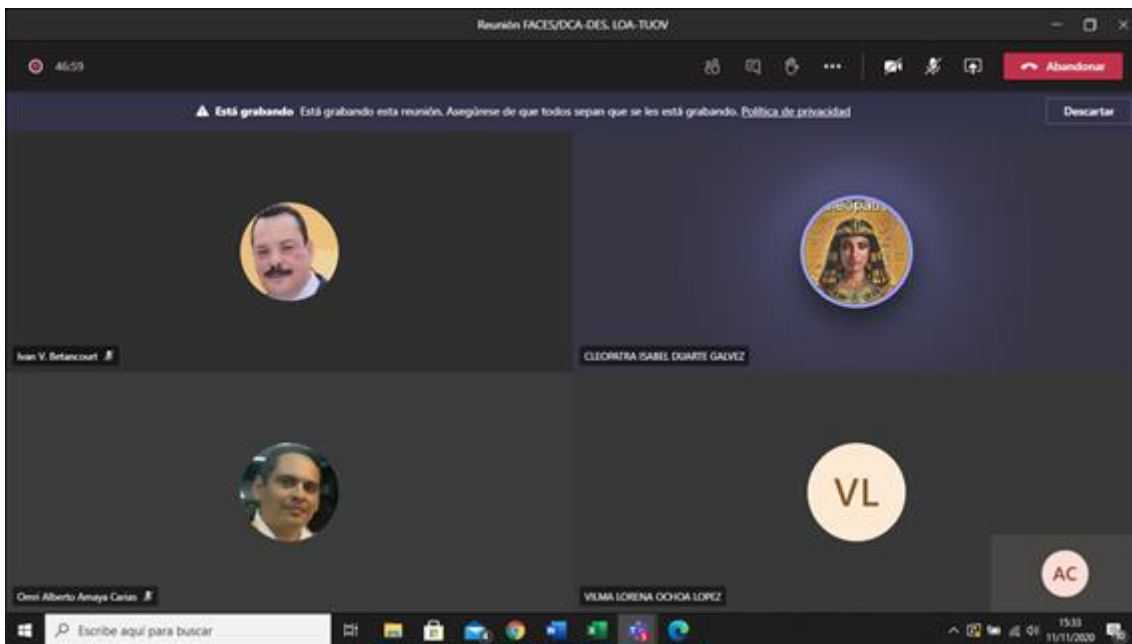 Reunión FACES/DCA-DES, LOA-TUOV
46:59
Abandonar
Está grabando Está grabando esta reunión. Asegúrese de que todos sepan que se les está grabando. Política de privacidad
Descartar
Ivan V. Betancourt
CLEOPATRA ISABEL DUARTE GALVEZ
VL
Omri Alberto Amaya Carias
VILMA LORENA OCHOA LOPEZ
AC
Escribe aquí para buscar
15:33
11/11/2020